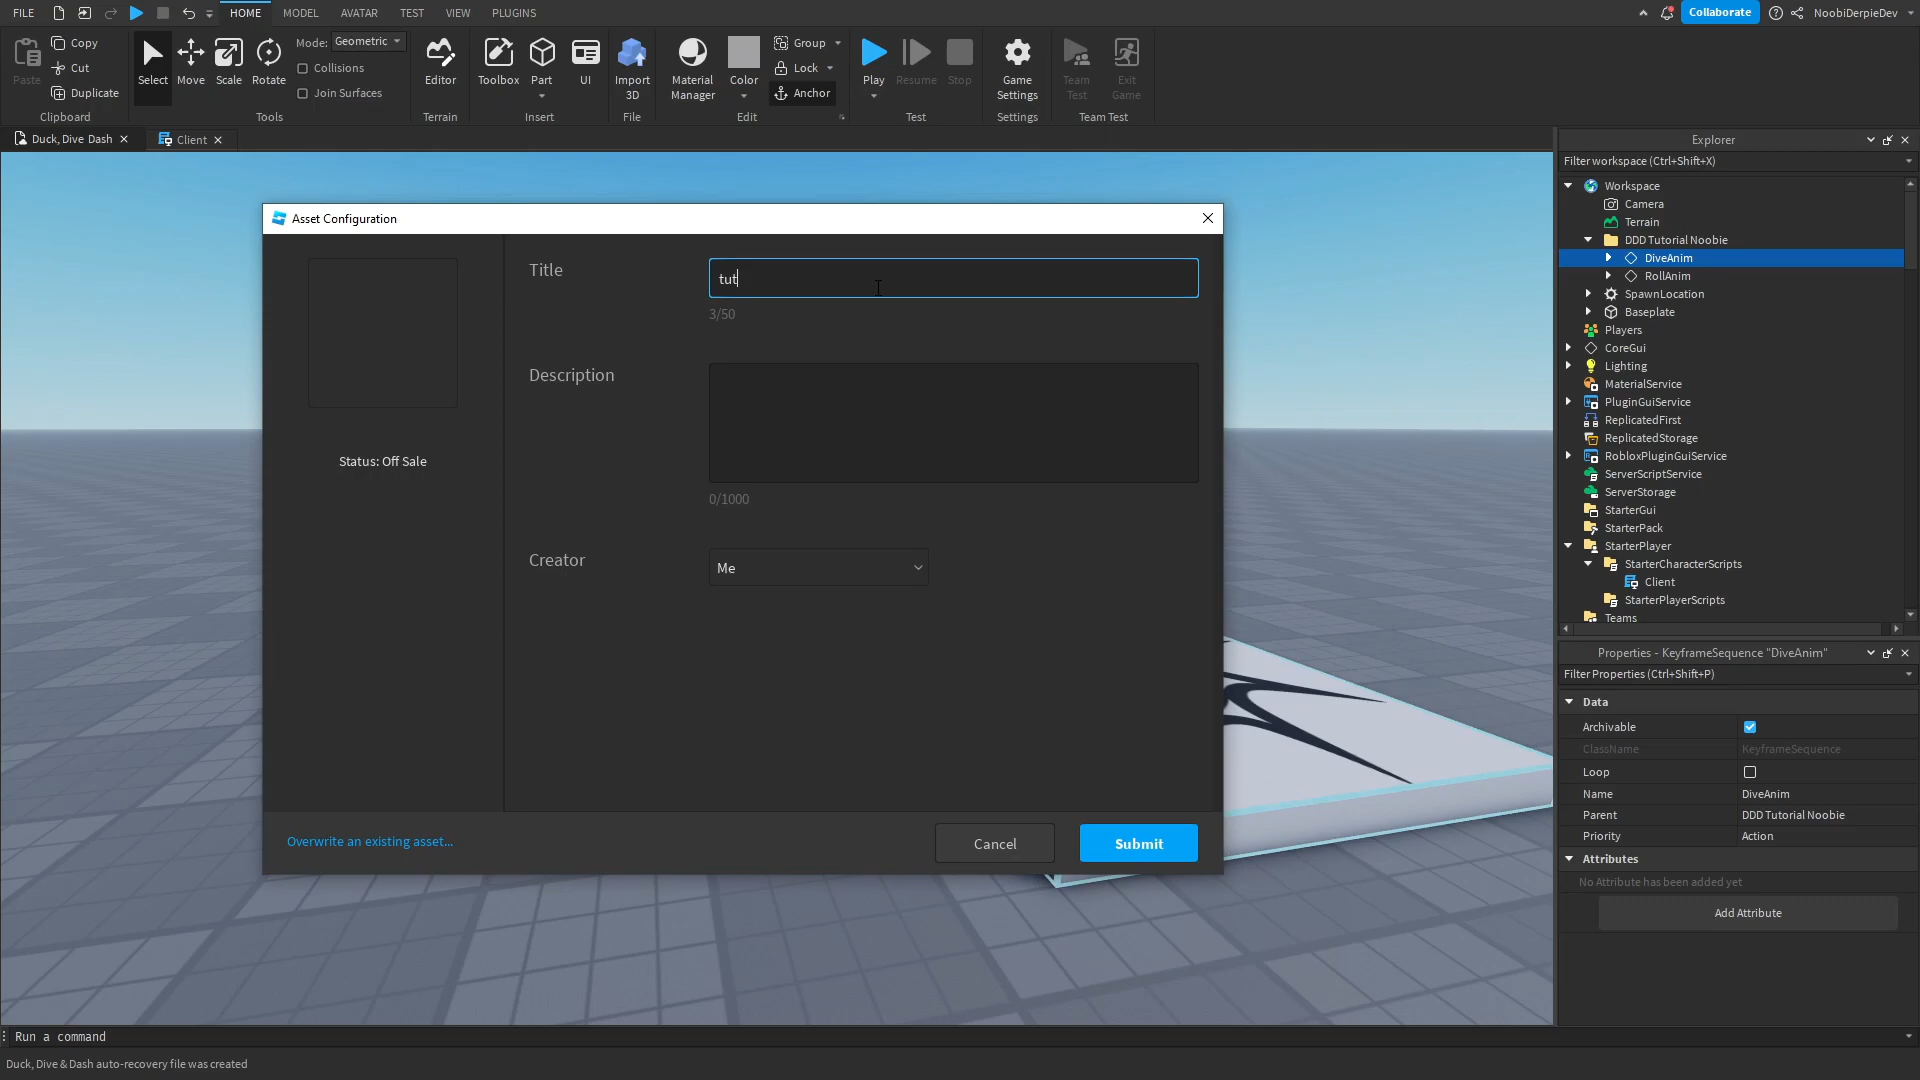 FILE HOME MODEL AVATAR TEST VIEW PLUGINS Collaborate NoobiDerpieDev
Copy
Cut
Duplicate
Paste
Clipboard
Select Move Scale Rotate
Mode: Geometric
Collisions
Join Surfaces
Tools
Editor
Terrain
Toolbox Part UI
Insert
Import
3D
File
Material
Manager
Color
Group
Lock
Anchor
Edit
Play Resume Stop
Test
Game
Settings
Settings
Team
Test
Exit
Game
Team Test
Duck, Dive Dash
Client
Explorer
Filter workspace (Ctrl+Shift+X)
Workspace
Camera
Terrain
DDD Tutorial Noobie
DiveAnim
RollAnim
SpawnLocation
Baseplate
Players
CoreGui
Lighting
MaterialService
PluginGuiService
ReplicatedFirst
ReplicatedStorage
RobloxPluginGuiService
ServerScriptService
ServerStorage
StarterGui
StarterPack
StarterPlayer
StarterCharacterScripts
Client
StarterPlayerScripts
Teams
Asset Configuration
Status: Off Sale
Title
tut
3/50
Description
0/1000
Creator
Me
Overwrite an existing asset...
Cancel
Submit
Properties - KeyframeSequence "DiveAnim"
Filter Properties (Ctrl+Shift+P)
Data
Archivable
ClassName KeyframeSequence
Loop
Name DiveAnim
Parent DDD Tutorial Noobie
Priority Action
Attributes
No Attribute has been added yet
Add Attribute
Run a command
Duck, Dive & Dash auto-recovery file was created